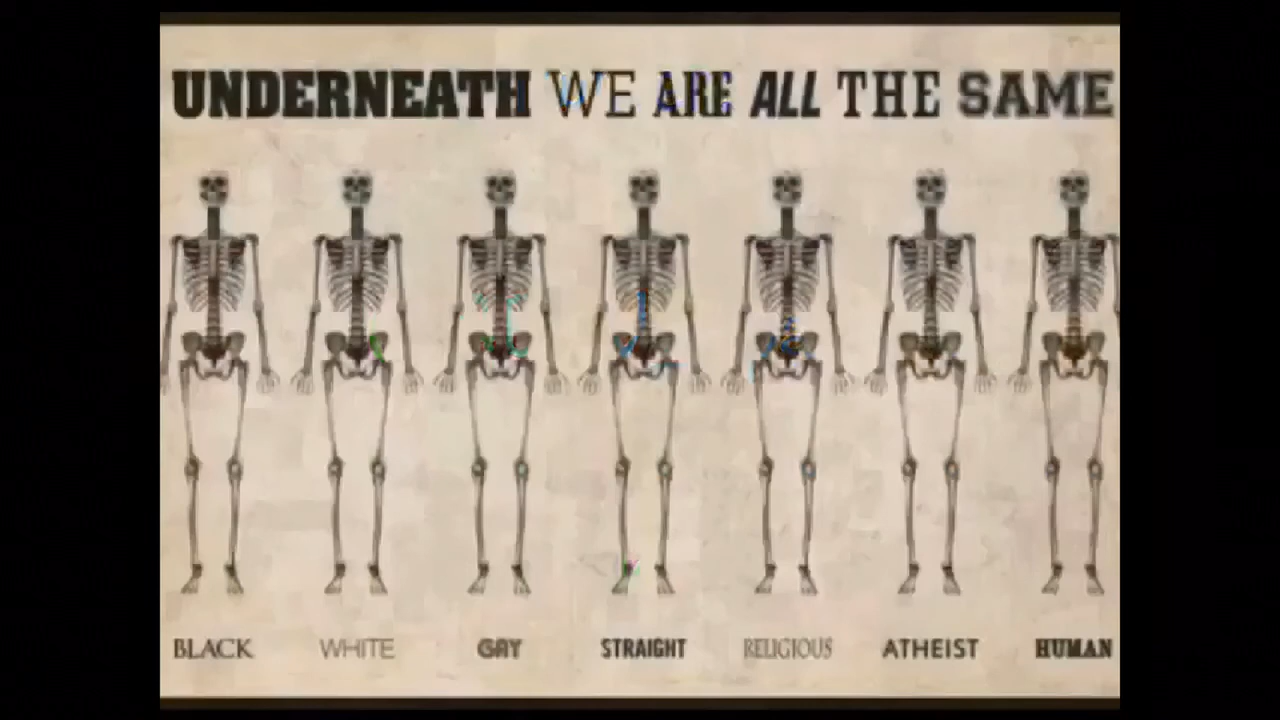 UNDERNEATH WE ARE ALL THE SAME
BLACK WHITE GAY STRAIGHT RELIGIOUS ATHEIST HUMAN